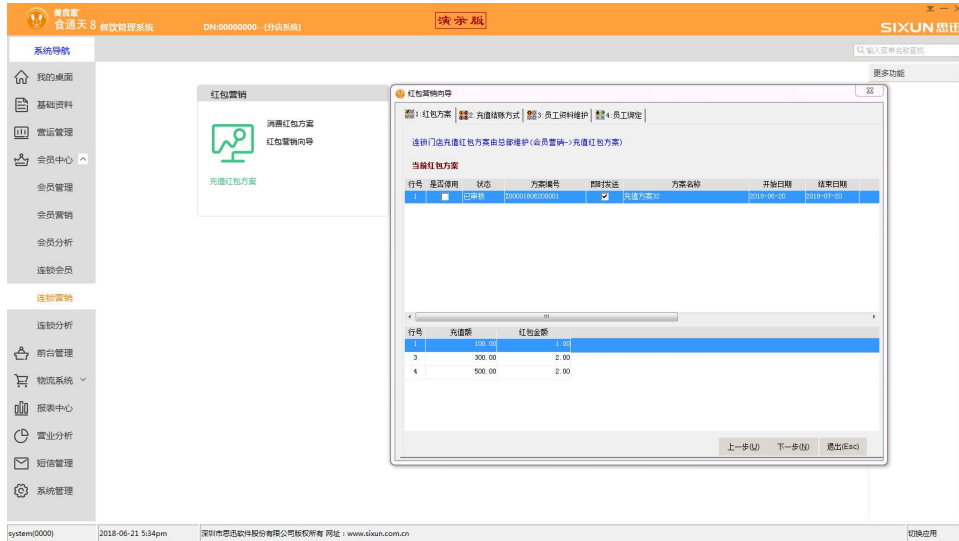 美食家
食通天 8 餐饮管理系统
DN:00000000 -[分店系统]
演示版
SIXUN思迅
系统导航
输入菜单名称查找
更多功能
我的桌面
基础资料
营运管理
会员中心
会员管理
会员营销
会员分析
连锁会员
连锁营销
连锁分析
前台管理
物流系统
报表中心
营业分析
短信管理
系统管理
红包营销
消费红包方案
红包营销向导
充值红包方案
红包营销向导
1:红包方案 2.充值结账方式 3:员工资料维护 4:员工绑定
连锁门店充值红包方案由总部维护(会员营销->充值红包方案)
当前红包方案
行号 是否停用 状态 方案编号 即时发送 方案名称 开始日期 结束日期
1 已审核 Z00001806200001 2018-06-20 2018-07-20
行号 充值额 红包金额
1 100.00 1.00
3 300.00 2.00
4 500.00 2.00
上一步(U) 下一步(N) 退出(Esc)
system(0000) 2018-06-21 5:34pm 深圳市思迅软件股份有限公司版权所有 网址：www.sixun.com.cn 切换应用